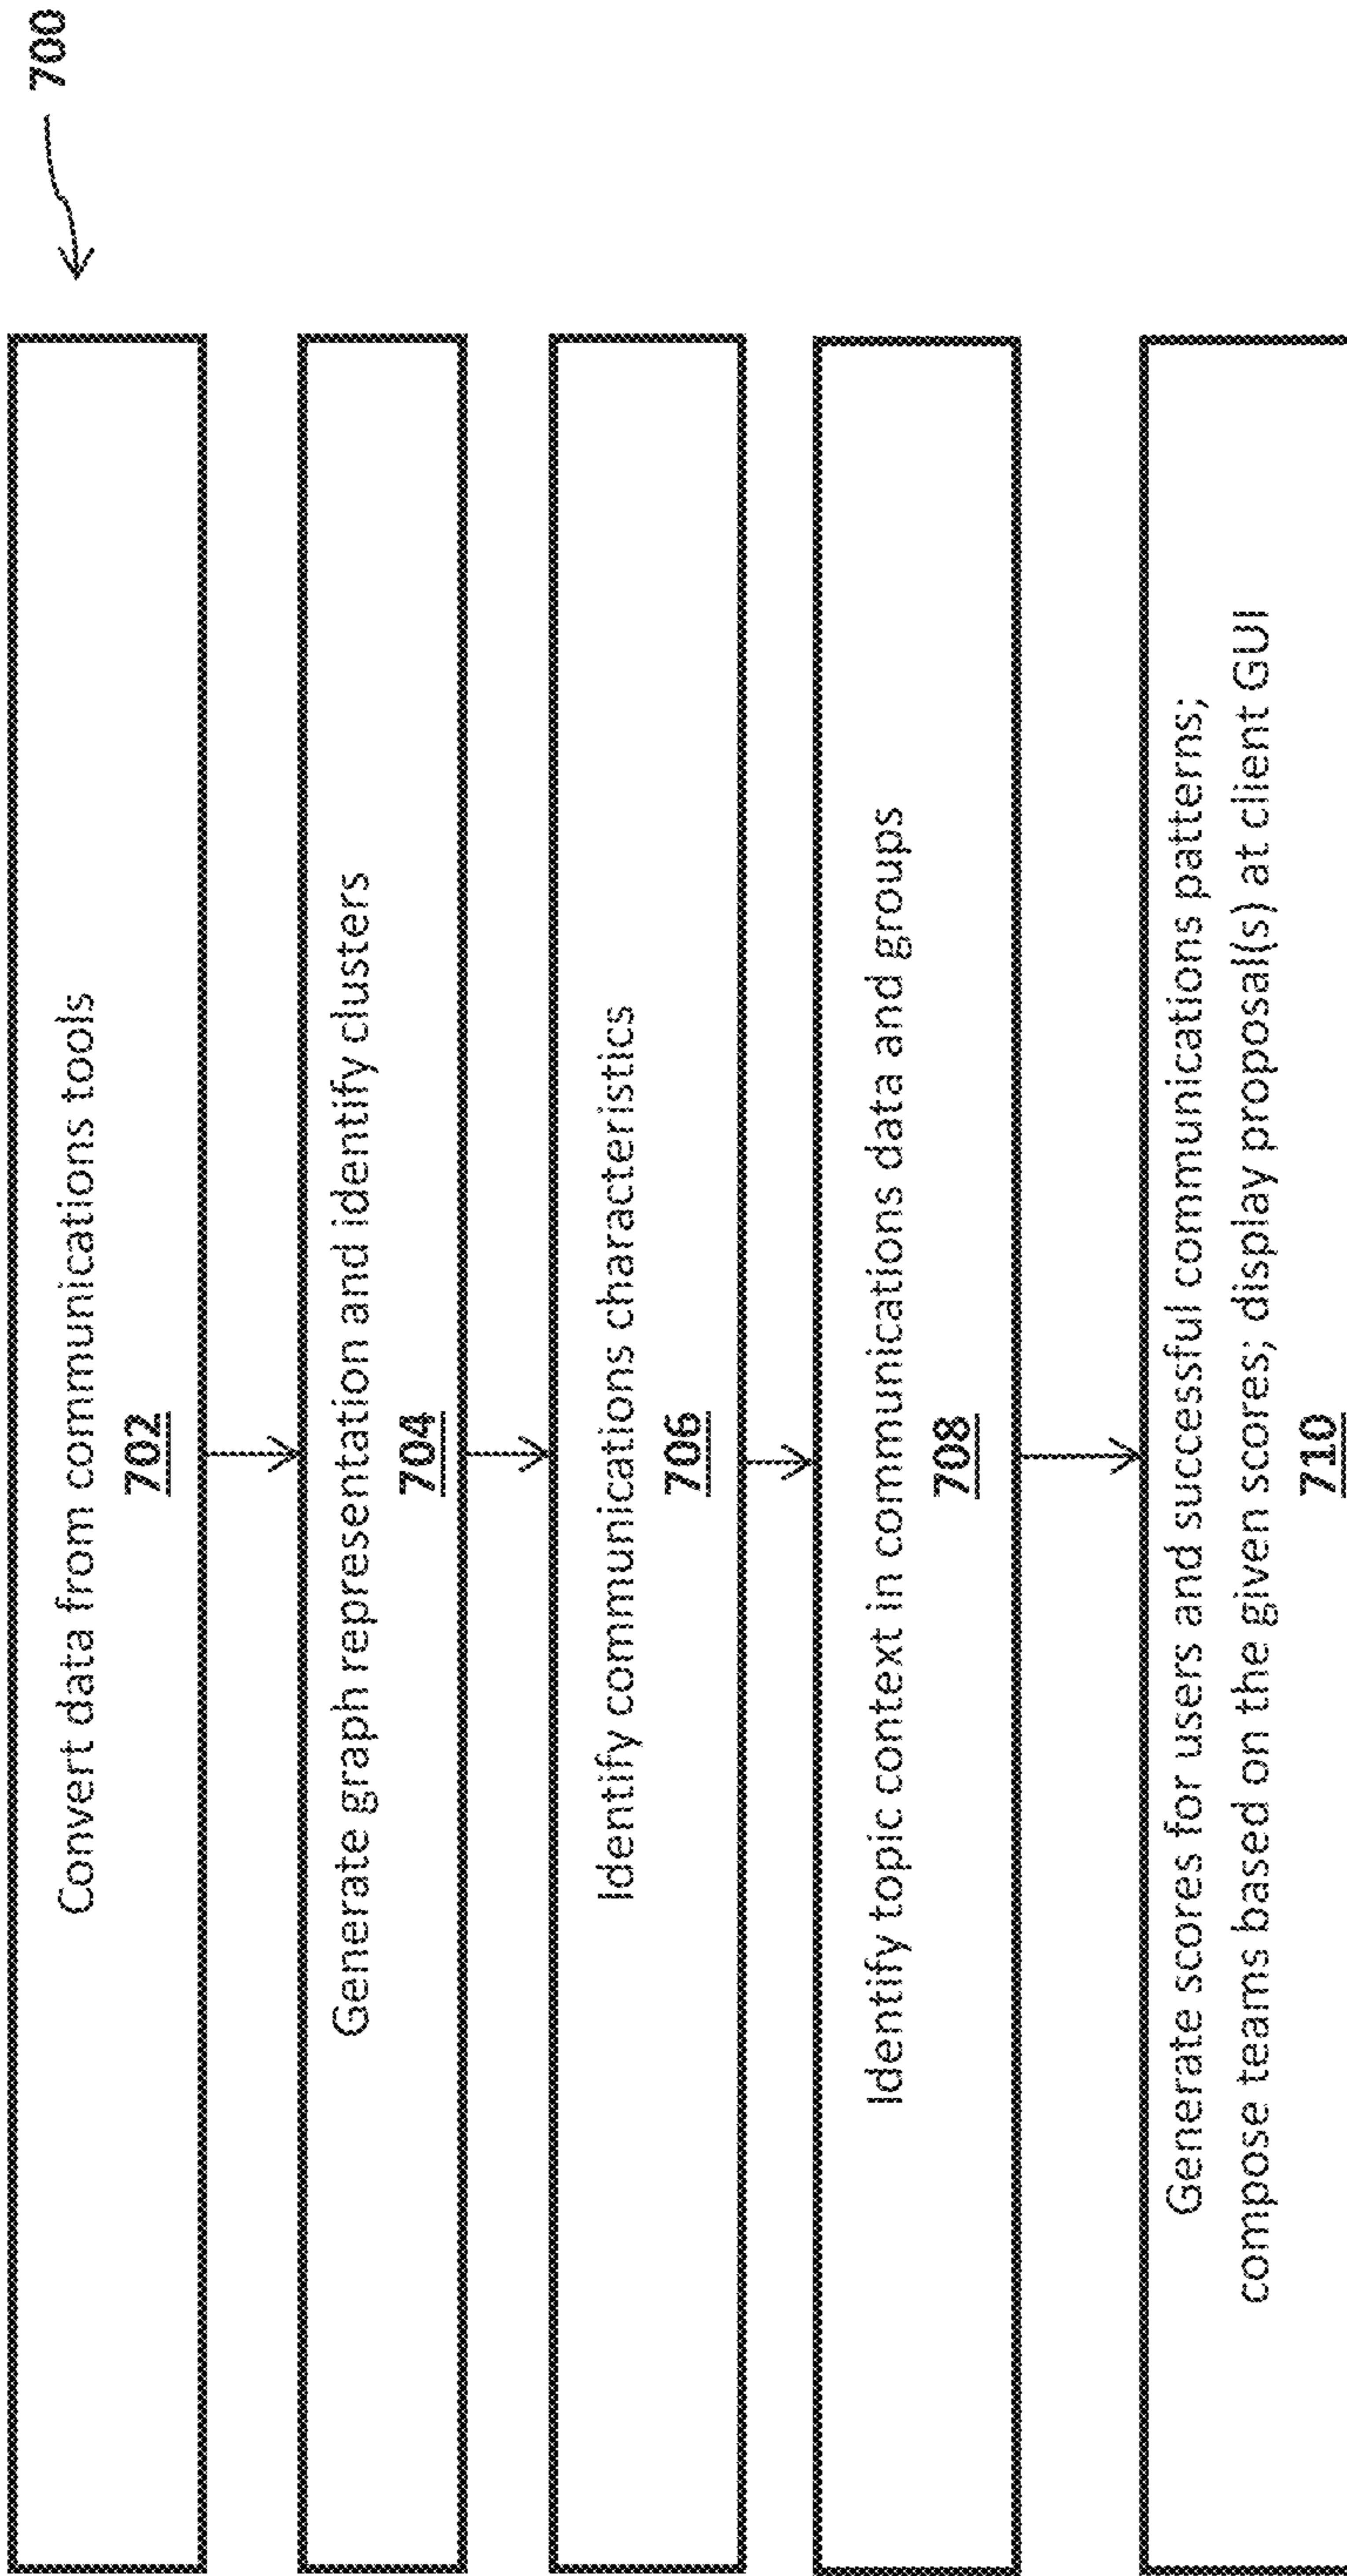 700
Convert data from communications tools
702
Generate graph representation and identify clusters
704
Identify communications characteristics
706
Identify topic context in communications data and groups
708
Generate scores for users and successful communications patterns;
compose teams based on the given scores; display proposal(s) at client GUI
710